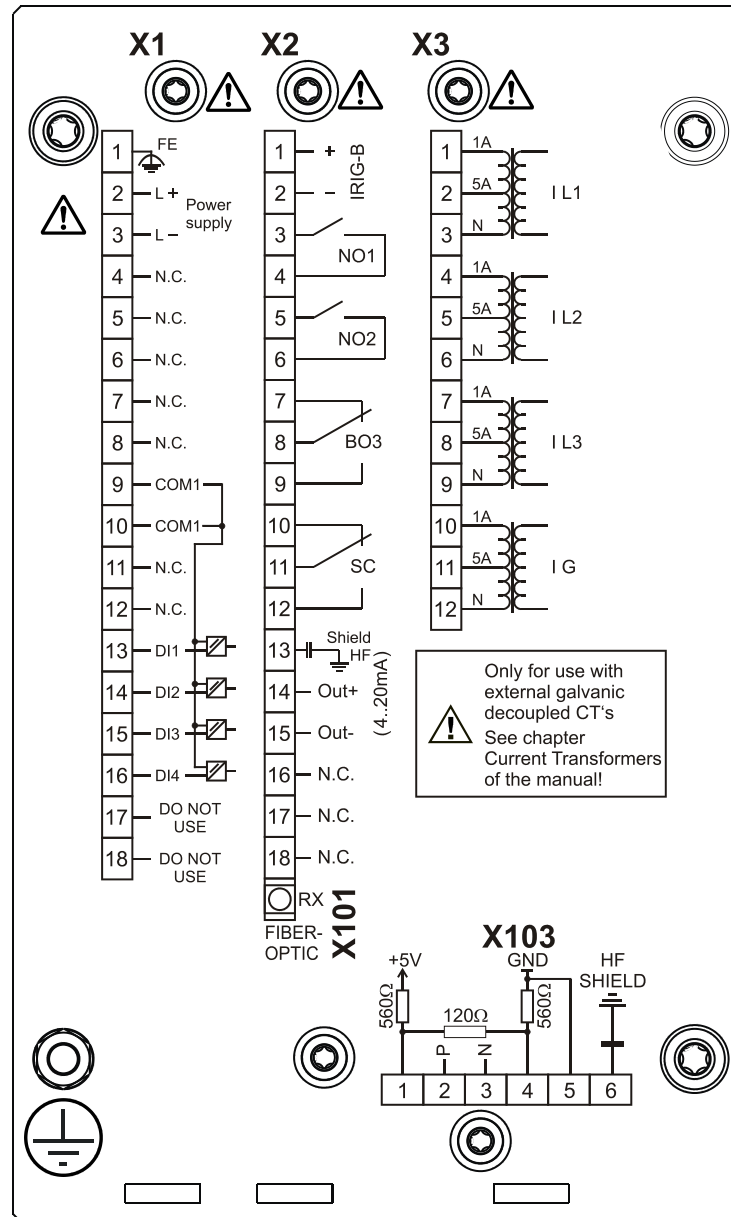 X1 X2 X3
1 FE
2 L+
Power
supply
3 L−
4 N.C.
5 N.C.
6 N.C.
7 N.C.
8 N.C.
9 COM1
10 COM1
11 N.C.
12 N.C.
13 DI1
14 DI2
15 DI3
16 DI4
17 DO NOT
USE
18 DO NOT
USE
1 +
IRIG-B
2 −
3
NO1
4
5
NO2
6
7
8 BO3
9
10
11 SC
12
13 Shield
HF
(4..20mA)
14 Out+
15 Out-
16 N.C.
17 N.C.
18 N.C.
RX
X101
FIBER-
OPTIC
1 1A
2 5A I L1
3 N
4 1A
5 5A I L2
6 N
7 1A
8 5A I L3
9 N
10 1A
11 5A I G
12 N
Only for use with
external galvanic
decoupled CT‘s
See chapter
Current Transformers
of the manual!
X103
+5V GND HF
SHIELD
560Ω 120Ω 560Ω
P N
1 2 3 4 5 6